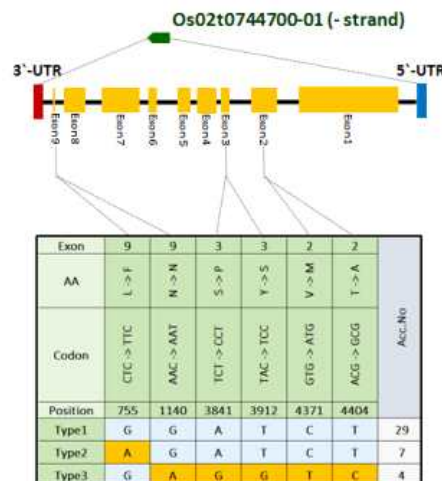 Os02t0744700-01 (- strand)
3`-UTR 5`-UTR
Exon9 Exon8 Exon7 Exon6 Exon5 Exon4 Exon3 Exon2 Exon1
Exon 9 9 3 3 2 2 Acc.No
AA L -> F N -> N S -> P Y -> S V -> M T -> A
Codon CTC -> TTC AAC -> AAT TCT -> CCT TAC -> TCC GTG -> ATG ACG -> GCG
Position 755 1140 3841 3912 4371 4404
Type1 G G A T C T 29
Type2 A G A T C T 7
Type3 G A G G T C 4